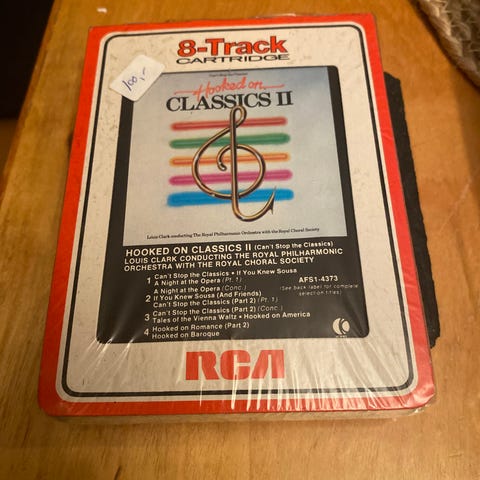 8-Track
CARTRIDGE
100,-
Hooked on
CLASSICS II
Louis Clark conducting The Royal Philharmonic Orchestra with the Royal Choral Society
HOOKED ON CLASSICS II (Can't Stop the Classics)
LOUIS CLARK CONDUCTING THE ROYAL PHILHARMONIC
ORCHESTRA WITH THE ROYAL CHORAL SOCIETY
1 Can't Stop the Classics • If You Knew Sousa
A Night at the Opera (Pt. 1)
AFS1-4373
A Night at the Opera (Conc.)
(See back label for complete
selection titles)
2 If You Knew Sousa (And Friends)
Can't Stop the Classics (Part 2) (Pt. 1)
3 Can't Stop the Classics (Part 2) (Conc.)
Tales of the Vienna Waltz • Hooked on America
4 Hooked on Romance (Part 2)
Hooked on Baroque
K
RCA